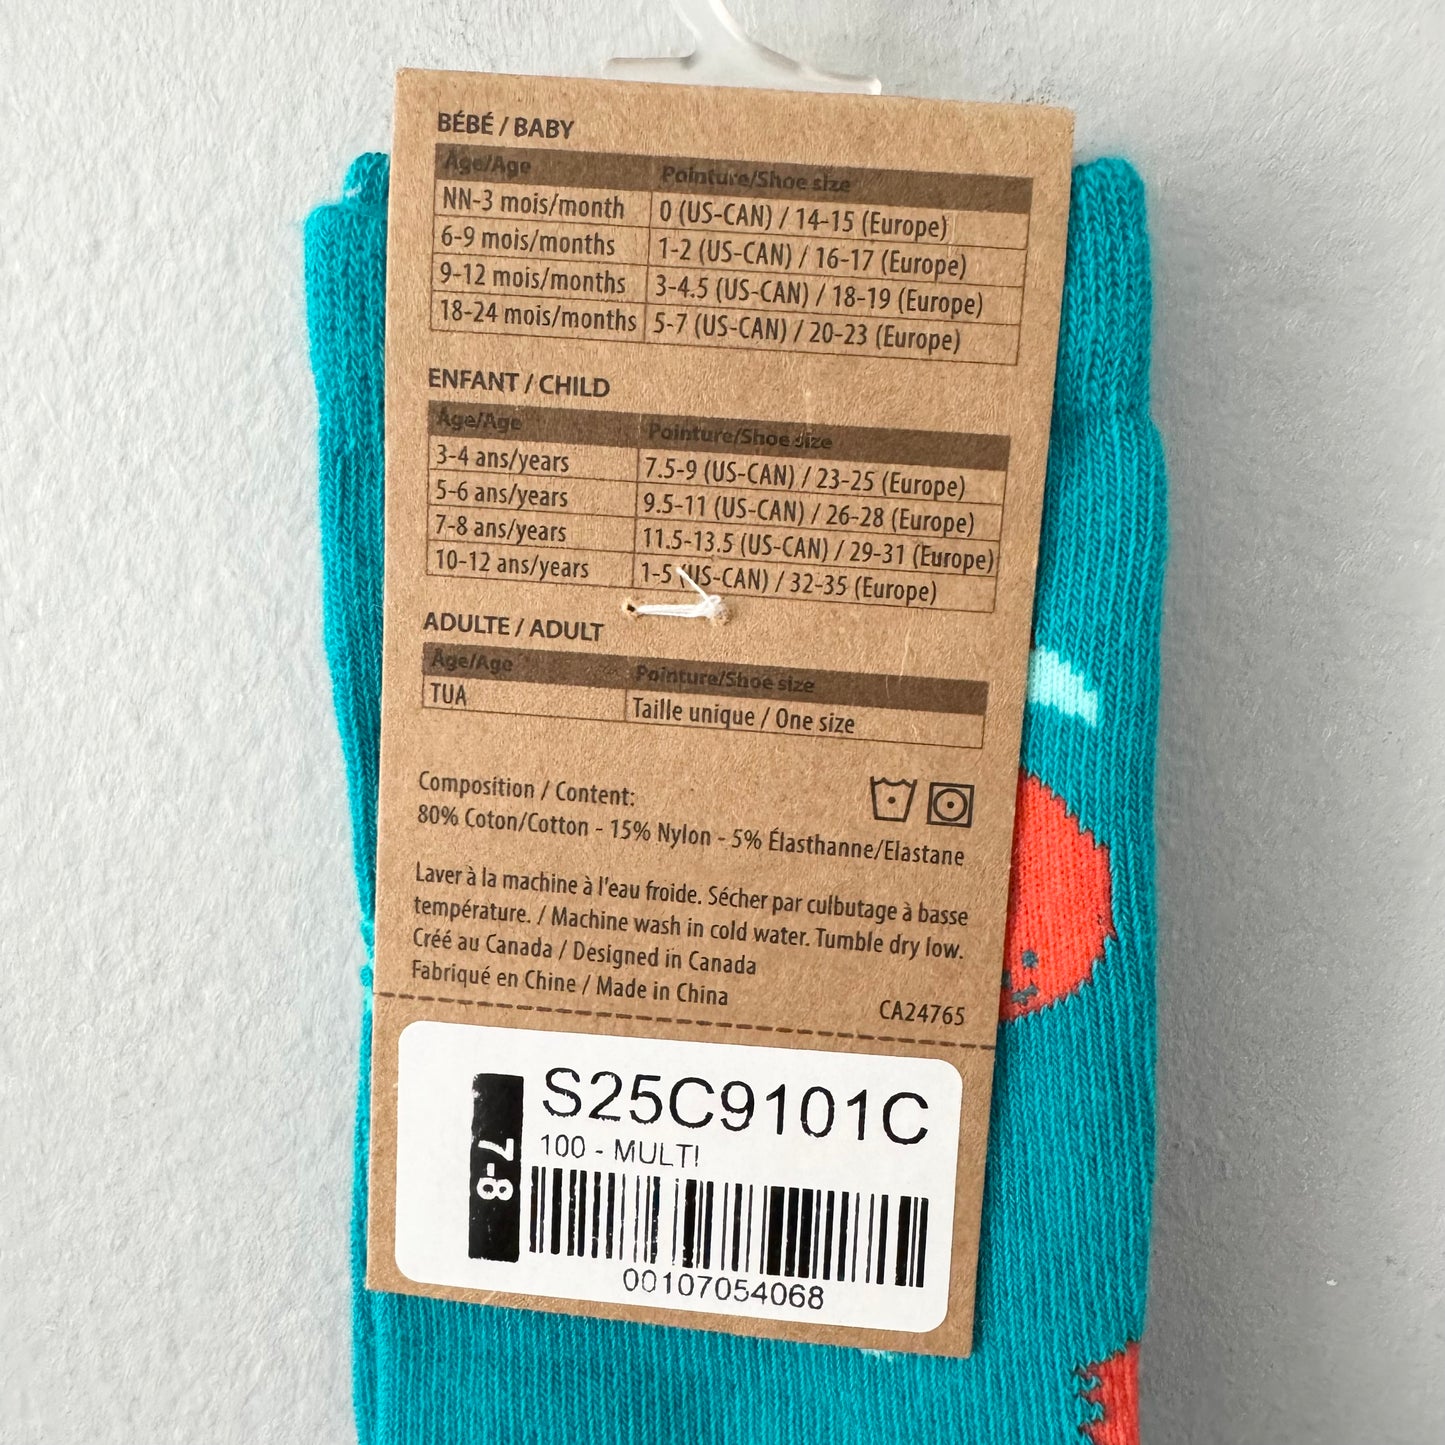 BÉBÉ / BABY
Âge/Age Pointure/Shoe size
NN-3 mois/month 0 (US-CAN) / 14-15 (Europe)
6-9 mois/months 1-2 (US-CAN) / 16-17 (Europe)
9-12 mois/months 3-4.5 (US-CAN) / 18-19 (Europe)
18-24 mois/months 5-7 (US-CAN) / 20-23 (Europe)
ENFANT / CHILD
Âge/Age Pointure/Shoe size
3-4 ans/years 7.5-9 (US-CAN) / 23-25 (Europe)
5-6 ans/years 9.5-11 (US-CAN) / 26-28 (Europe)
7-8 ans/years 11.5-13.5 (US-CAN) / 29-31 (Europe)
10-12 ans/years 1-5 (US-CAN) / 32-35 (Europe)
ADULTE / ADULT
Âge/Age Pointure/Shoe size
TUA Taille unique / One size
Composition / Content:
80% Coton/Cotton - 15% Nylon - 5% Élasthanne/Elastane
Laver à la machine à l'eau froide. Sécher par culbutage à basse
température. / Machine wash in cold water. Tumble dry low.
Créé au Canada / Designed in Canada
Fabriqué en Chine / Made in China
CA24765
S25C9101C
100 - MULTI
7-8
00107054068